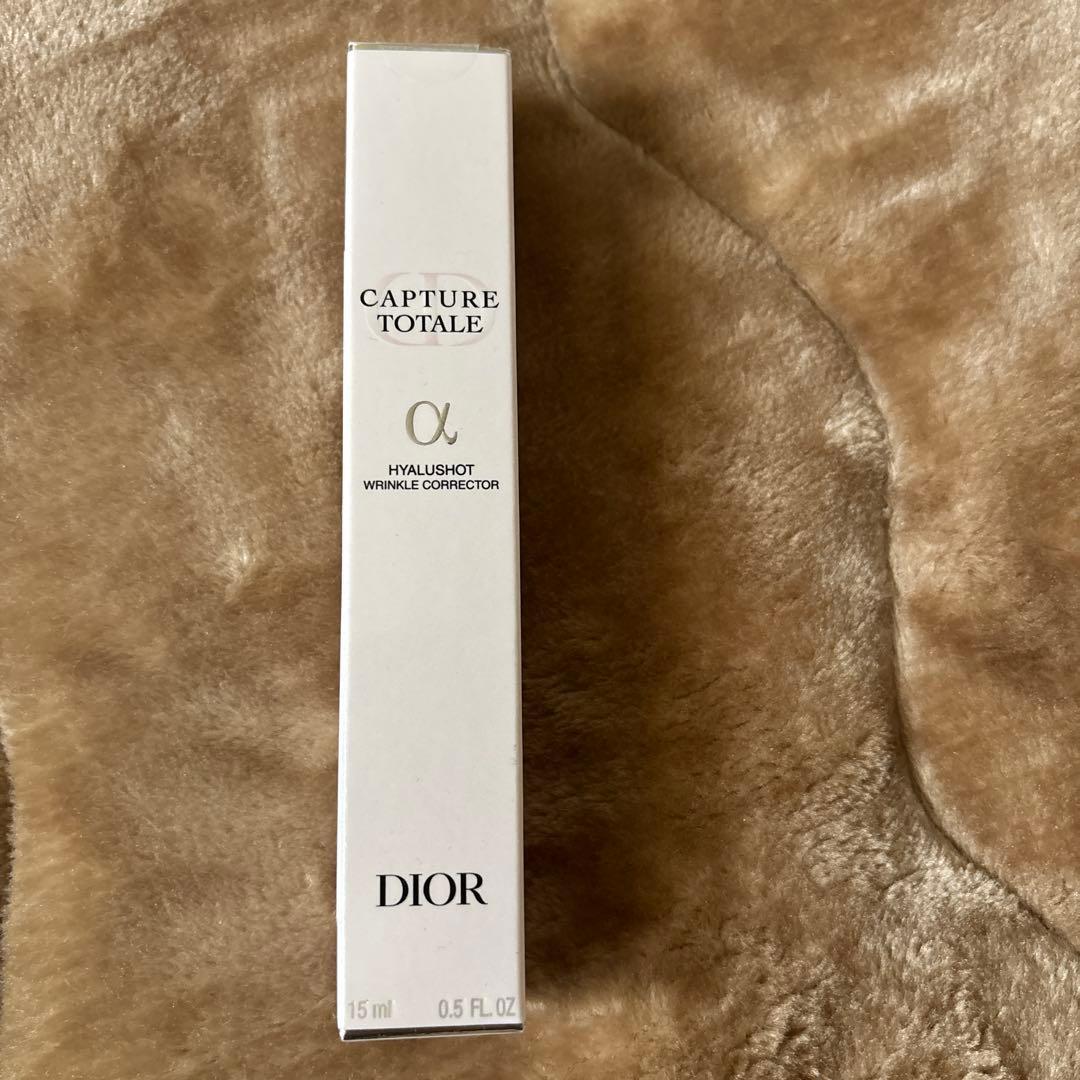 CAPTURE
TOTALE
α
HYALUSHOT
WRINKLE CORRECTOR
DIOR
15 ml 0.5 FL. OZ